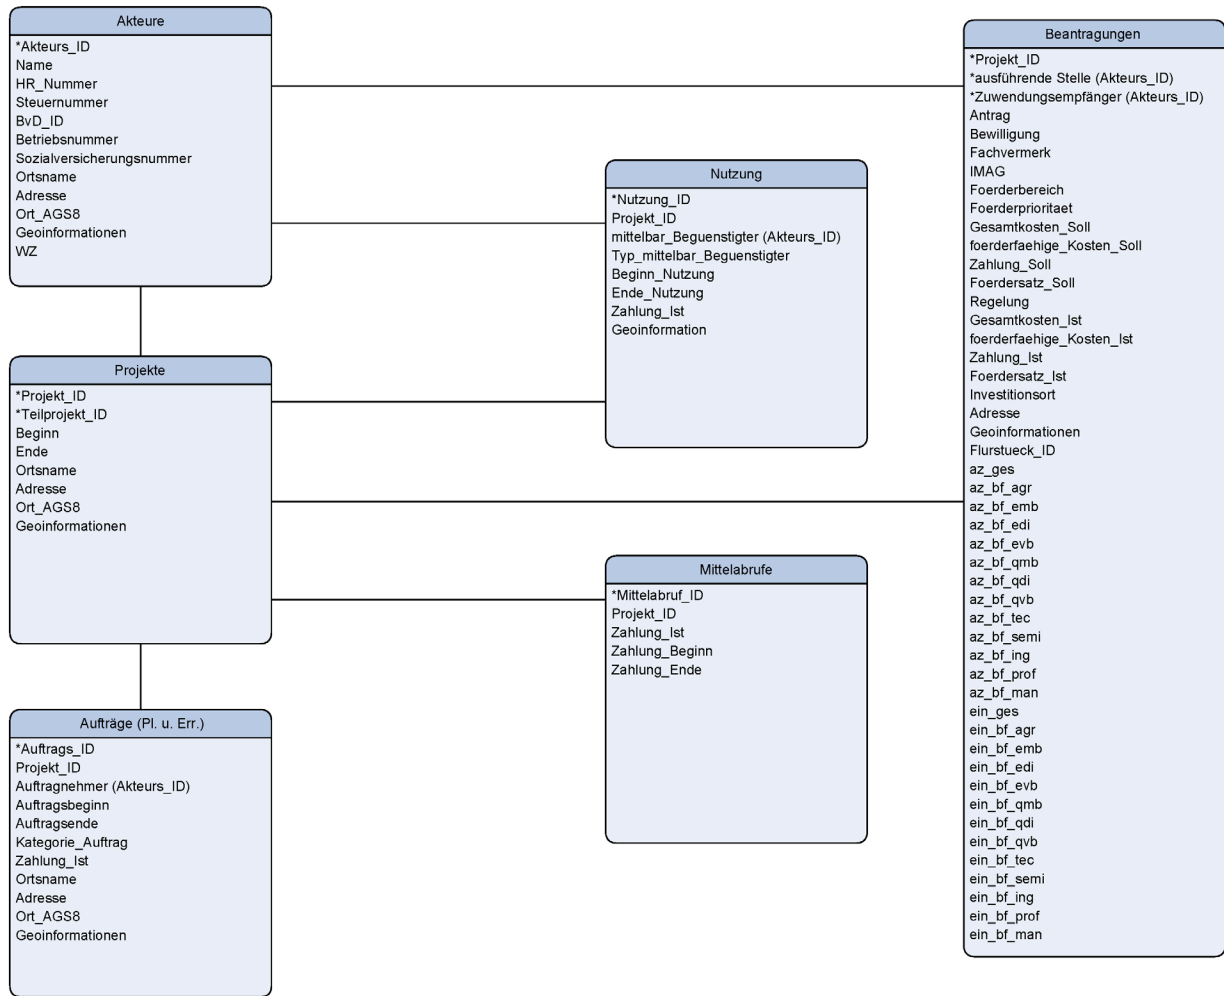 Akteure
*Akteurs_ID
Name
HR_Nummer
Steuernummer
BvD_ID
Betriebsnummer
Sozialversicherungsnummer
Ortsname
Adresse
Ort_AGS8
Geoinformationen
WZ
Projekte
*Projekt_ID
*Teilprojekt_ID
Beginn
Ende
Ortsname
Adresse
Ort_AGS8
Geoinformationen
Aufträge (Pl. u. Err.)
*Auftrags_ID
Projekt_ID
Auftragnehmer (Akteurs_ID)
Auftragsbeginn
Auftragsende
Kategorie_Auftrag
Zahlung_Ist
Ortsname
Adresse
Ort_AGS8
Geoinformationen
Nutzung
*Nutzung_ID
Projekt_ID
mittelbar_Beguenstigter (Akteurs_ID)
Typ_mittelbar_Beguenstigter
Beginn_Nutzung
Ende_Nutzung
Zahlung_Ist
Geoinformation
Mittelabrufe
*Mittelabruf_ID
Projekt_ID
Zahlung_Ist
Zahlung_Beginn
Zahlung_Ende
Beantragungen
*Projekt_ID
*ausführende Stelle (Akteurs_ID)
*Zuwendungsempfänger (Akteurs_ID)
Antrag
Bewilligung
Fachvermerk
IMAG
Foerderbereich
Foerderprioritaet
Gesamtkosten_Soll
foerderfaehige_Kosten_Soll
Zahlung_Soll
Foerdersatz_Soll
Regelung
Gesamtkosten_Ist
foerderfaehige_Kosten_Ist
Zahlung_Ist
Foerdersatz_Ist
Investitionsort
Adresse
Geoinformationen
Flurstueck_ID
az_ges
az_bf_agr
az_bf_emb
az_bf_edi
az_bf_evb
az_bf_qmb
az_bf_qdi
az_bf_qvb
az_bf_tec
az_bf_semi
az_bf_ing
az_bf_prof
az_bf_man
ein_ges
ein_bf_agr
ein_bf_emb
ein_bf_edi
ein_bf_evb
ein_bf_qmb
ein_bf_qdi
ein_bf_qvb
ein_bf_tec
ein_bf_semi
ein_bf_ing
ein_bf_prof
ein_bf_man